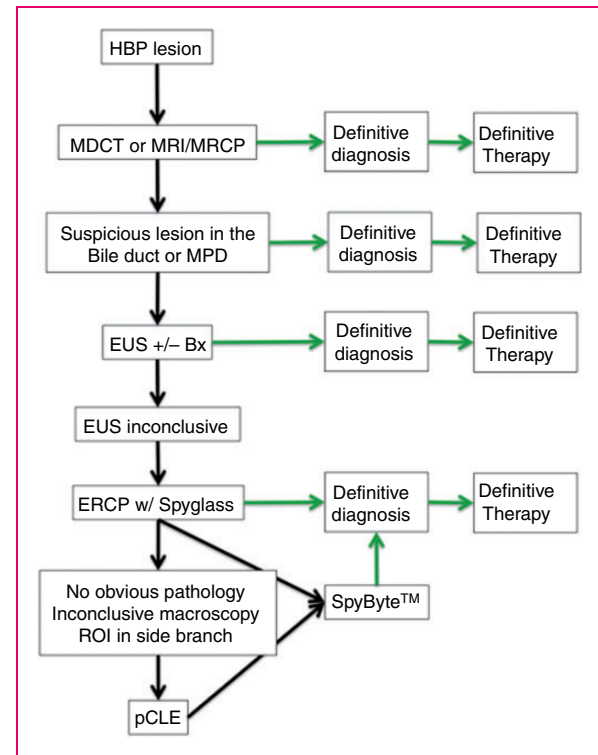 HBP lesion
MDCT or MRI/MRCP
Definitive
diagnosis
Definitive
Therapy
Suspicious lesion in the
Bile duct or MPD
Definitive
diagnosis
Definitive
Therapy
EUS +/– Bx
Definitive
diagnosis
Definitive
Therapy
EUS inconclusive
ERCP w/ Spyglass
Definitive
diagnosis
Definitive
Therapy
No obvious pathology
Inconclusive macroscopy
ROI in side branch
SpyByte™
pCLE